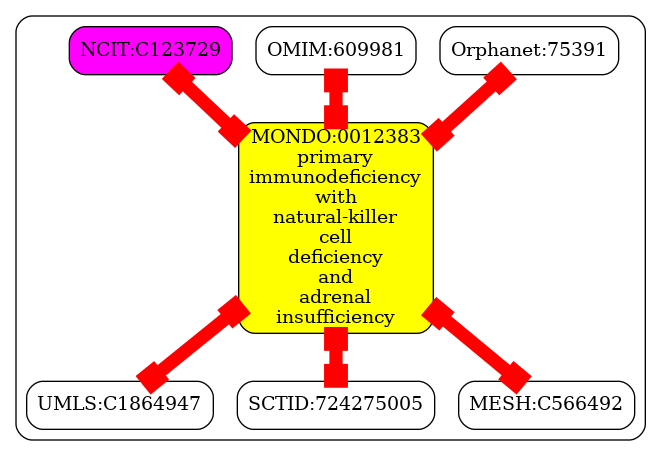 NCIT:C123729
OMIM:609981
Orphanet:75391
MONDO:0012383
primary
immunodeficiency
with
natural-killer
cell
deficiency
and
adrenal
insufficiency
UMLS:C1864947
SCTID:724275005
MESH:C566492